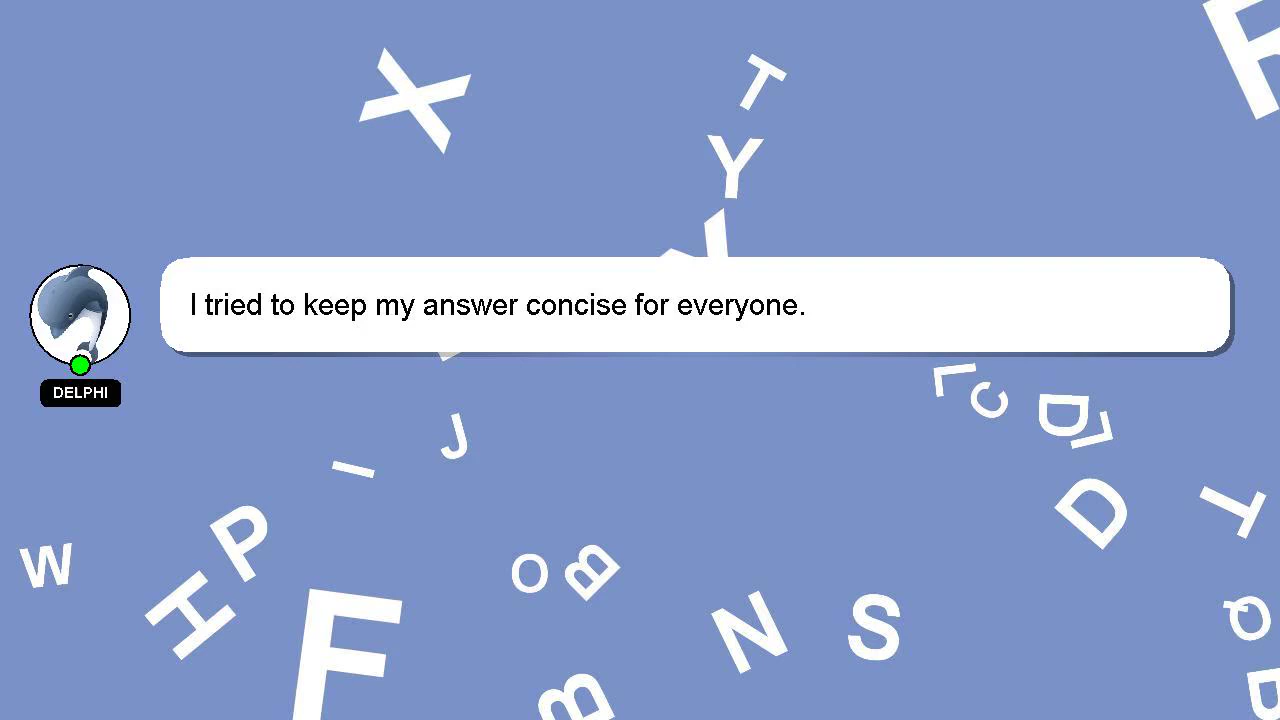 X
T
F
Y
I tried to keep my answer concise for everyone.
DELPHI
L
C
D
L
J
I
D
T
P
W
O
B
H
F
N
S
Q
B
B